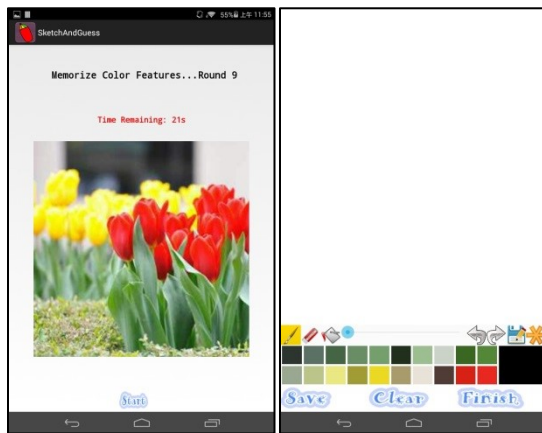 55% 上午 11:55
SketchAndGuess
Memorize Color Features...Round 9
Time Remaining: 21s
Start
Save Clear Finish